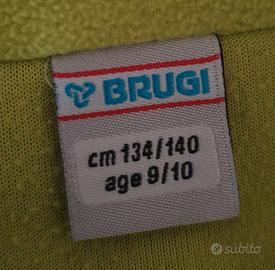 BRUGI
cm 134/140
age 9/10
subito